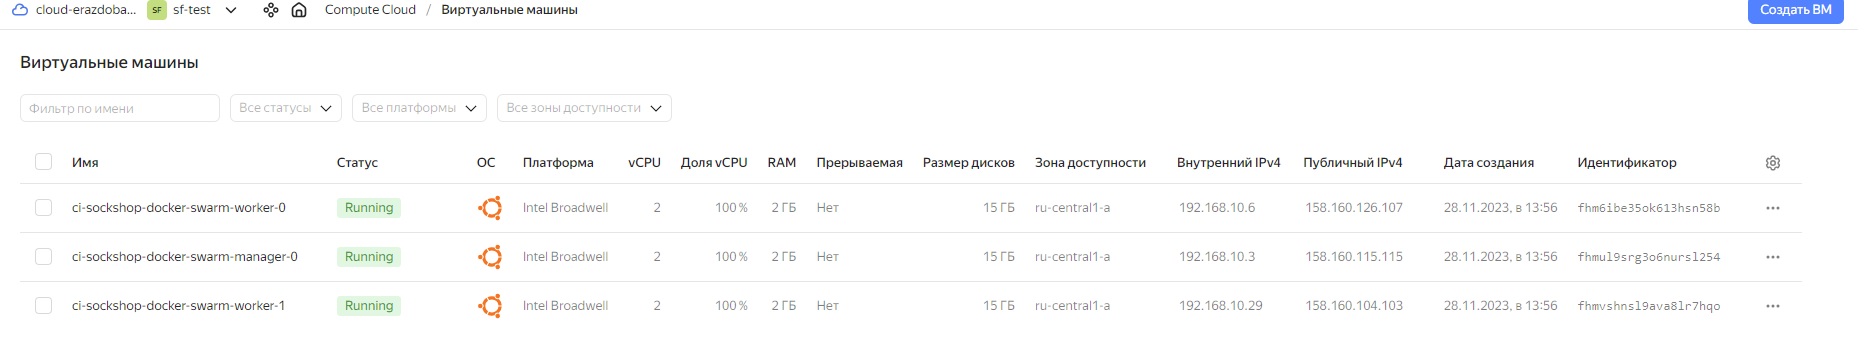 cloud-erazdoba... SF sf-test Compute Cloud / Виртуальные машины Создать ВМ
Виртуальные машины
Фильтр по имени Все статусы Все платформы Все зоны доступности
Имя Статус ОС Платформа vCPU Доля vCPU RAM Прерываемая Размер дисков Зона доступности Внутренний IPv4 Публичный IPv4 Дата создания Идентификатор
ci-sockshop-docker-swarm-worker-0 Running Intel Broadwell 2 100 % 2 ГБ Нет 15 ГБ ru-central1-a 192.168.10.6 158.160.126.107 28.11.2023, в 13:56 fhm6ibe35ok613hsn58b
ci-sockshop-docker-swarm-manager-0 Running Intel Broadwell 2 100 % 2 ГБ Нет 15 ГБ ru-central1-a 192.168.10.3 158.160.115.115 28.11.2023, в 13:56 fhmul9srg3o6nursl254
ci-sockshop-docker-swarm-worker-1 Running Intel Broadwell 2 100 % 2 ГБ Нет 15 ГБ ru-central1-a 192.168.10.29 158.160.104.103 28.11.2023, в 13:56 fhmvshnsl9ava8lr7hqo